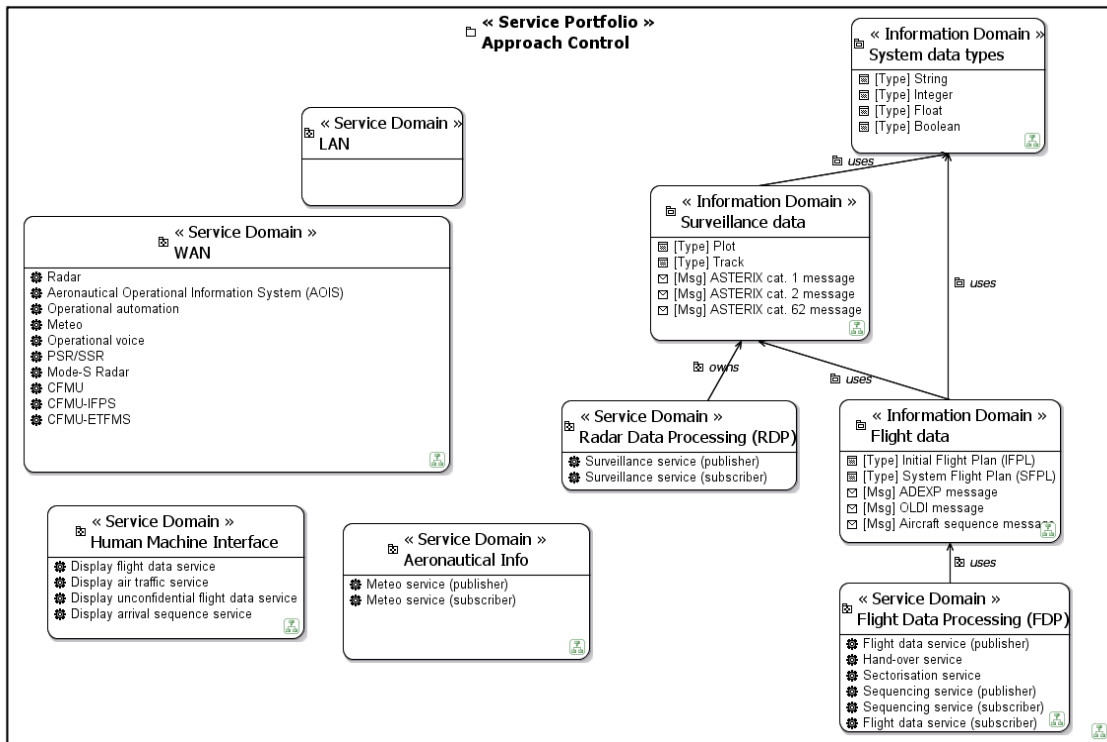 « Service Portfolio »
Approach Control
« Information Domain »
System data types
[Type] String
[Type] Integer
[Type] Float
[Type] Boolean
« Service Domain »
LAN
uses
« Information Domain »
Surveillance data
[Type] Plot
[Type] Track
[Msg] ASTERIX cat. 1 message
[Msg] ASTERIX cat. 2 message
[Msg] ASTERIX cat. 62 message
« Service Domain »
WAN
Radar
Aeronautical Operational Information System (AOIS)
Operational automation
Meteo
Operational voice
PSR/SSR
Mode-S Radar
CFMU
CFMU-IFPS
CFMU-ETFMS
uses
owns
uses
« Service Domain »
Radar Data Processing (RDP)
Surveillance service (publisher)
Surveillance service (subscriber)
« Information Domain »
Flight data
[Type] Initial Flight Plan (IFPL)
[Type] System Flight Plan (SFPL)
[Msg] ADEXP message
[Msg] OLDI message
[Msg] Aircraft sequence message
« Service Domain »
Human Machine Interface
Display flight data service
Display air traffic service
Display unconfidential flight data service
Display arrival sequence service
« Service Domain »
Aeronautical Info
Meteo service (publisher)
Meteo service (subscriber)
uses
« Service Domain »
Flight Data Processing (FDP)
Flight data service (publisher)
Hand-over service
Sectorisation service
Sequencing service (publisher)
Sequencing service (subscriber)
Flight data service (subscriber)